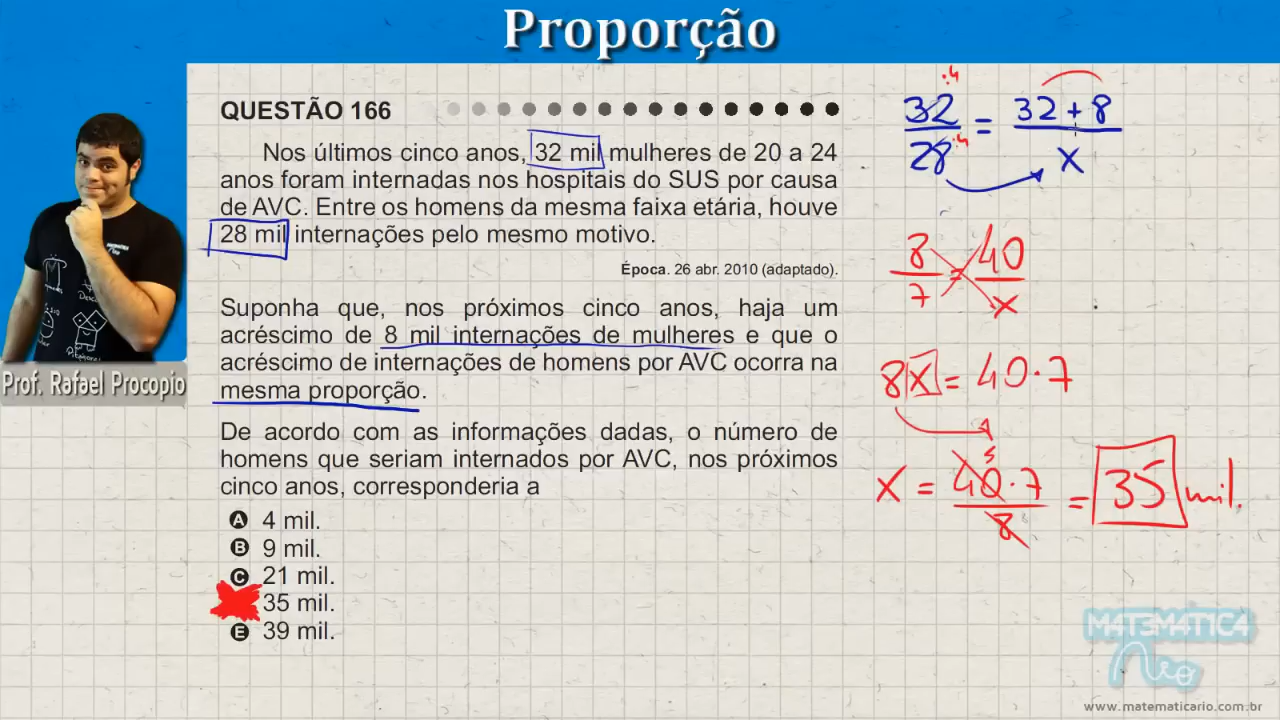 Proporção
QUESTÃO 166
Nos últimos cinco anos, 32 mil mulheres de 20 a 24
anos foram internadas nos hospitais do SUS por causa
de AVC. Entre os homens da mesma faixa etária, houve
28 mil internações pelo mesmo motivo.
Época. 26 abr. 2010 (adaptado).
Suponha que, nos próximos cinco anos, haja um
acréscimo de 8 mil internações de mulheres e que o
acréscimo de internações de homens por AVC ocorra na
mesma proporção.
De acordo com as informações dadas, o número de
homens que seriam internados por AVC, nos próximos
cinco anos, corresponderia a
A 4 mil.
B 9 mil.
C 21 mil.
35 mil.
E 39 mil.
Prof. Rafael Procopio
MATEMÁTICA
:4
32 = 32 + 8
28 :4 x
8 = 40
7 x
8x = 40 · 7
5
x = 40 · 7 = 35 mil.
8
M4T3M4T1C4
Rio
www.matematicario.com.br